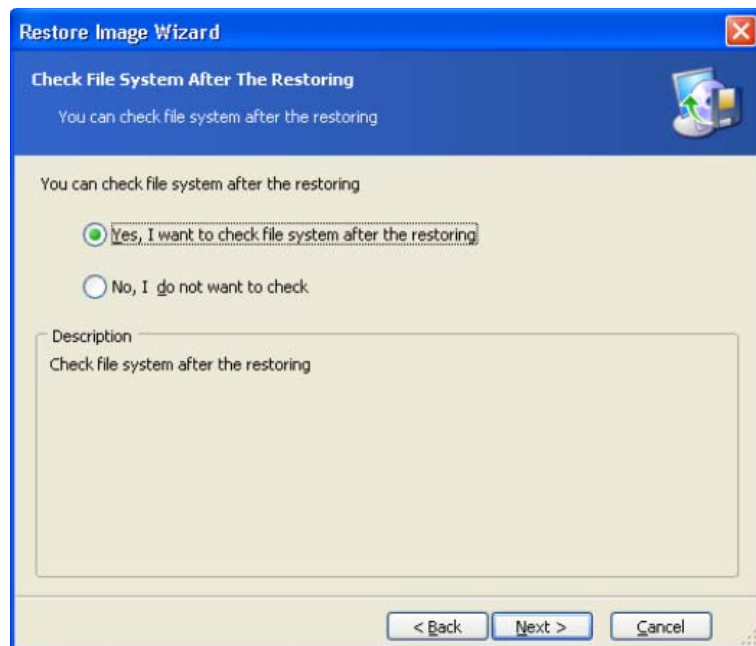 Restore Image Wizard
Check File System After The Restoring
You can check file system after the restoring
You can check file system after the restoring
Yes, I want to check file system after the restoring
No, I do not want to check
Description
Check file system after the restoring
< Back
Next >
Cancel